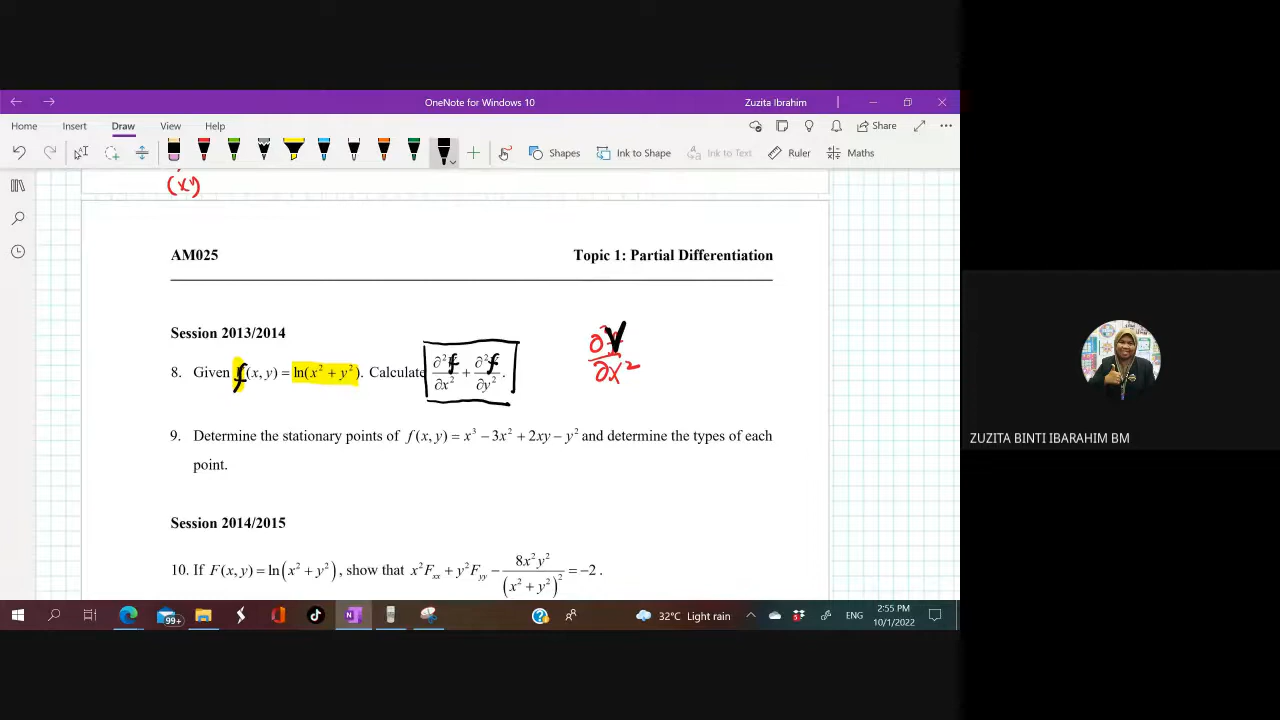 OneNote for Windows 10
Zuzita Ibrahim
Home Insert Draw View Help
Share
Shapes Ink to Shape Ink to Text Ruler Maths
(xy)
AM025 Topic 1: Partial Differentiation
Session 2013/2014
8. Given f(x, y) = ln(x² + y²). Calculate ∂²f/∂x² + ∂²f/∂y².
∂x²
9. Determine the stationary points of f(x, y) = x³ − 3x² + 2xy − y² and determine the types of each
point.
Session 2014/2015
10. If F(x, y) = ln(x² + y²), show that x²Fxx + y²Fyy − 8x²y²/(x² + y²)² = −2.
ZUZITA BINTI IBARAHIM BM
99+
32°C Light rain
ENG
2:55 PM
10/1/2022